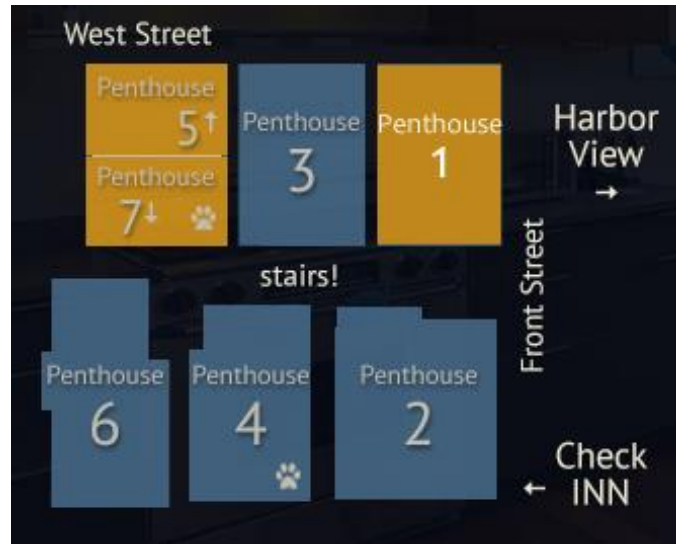 West Street
Penthouse
5↑
Penthouse
7↓
Penthouse
3
Penthouse
1
Harbor
View
→
stairs!
Front Street
Penthouse
6
Penthouse
4
Penthouse
2
Check
← INN